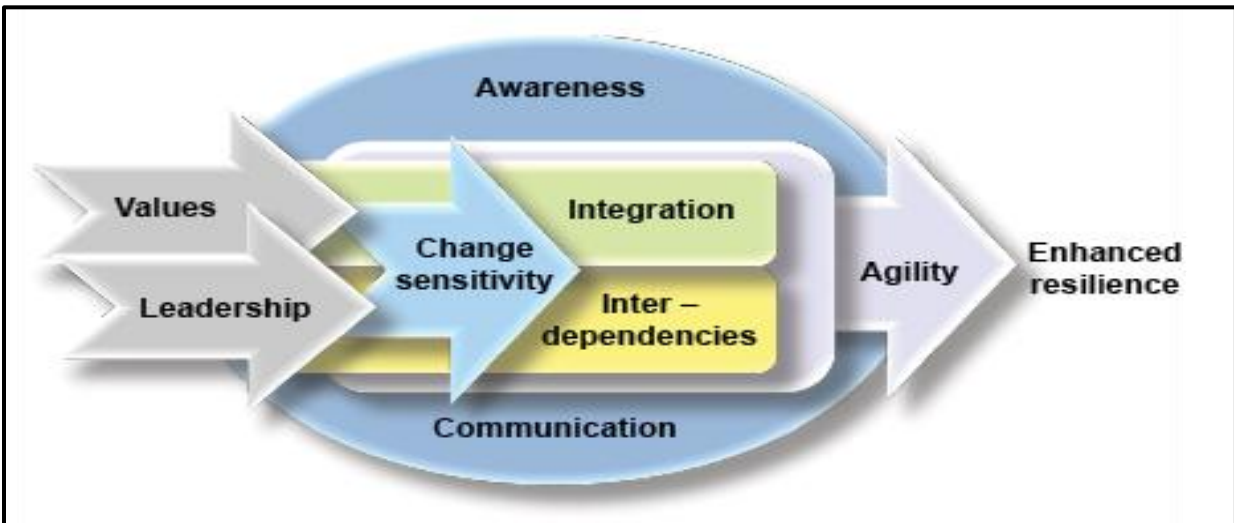 Awareness
Values
Integration
Change
sensitivity
Leadership
Inter –
dependencies
Agility
Enhanced
resilience
Communication